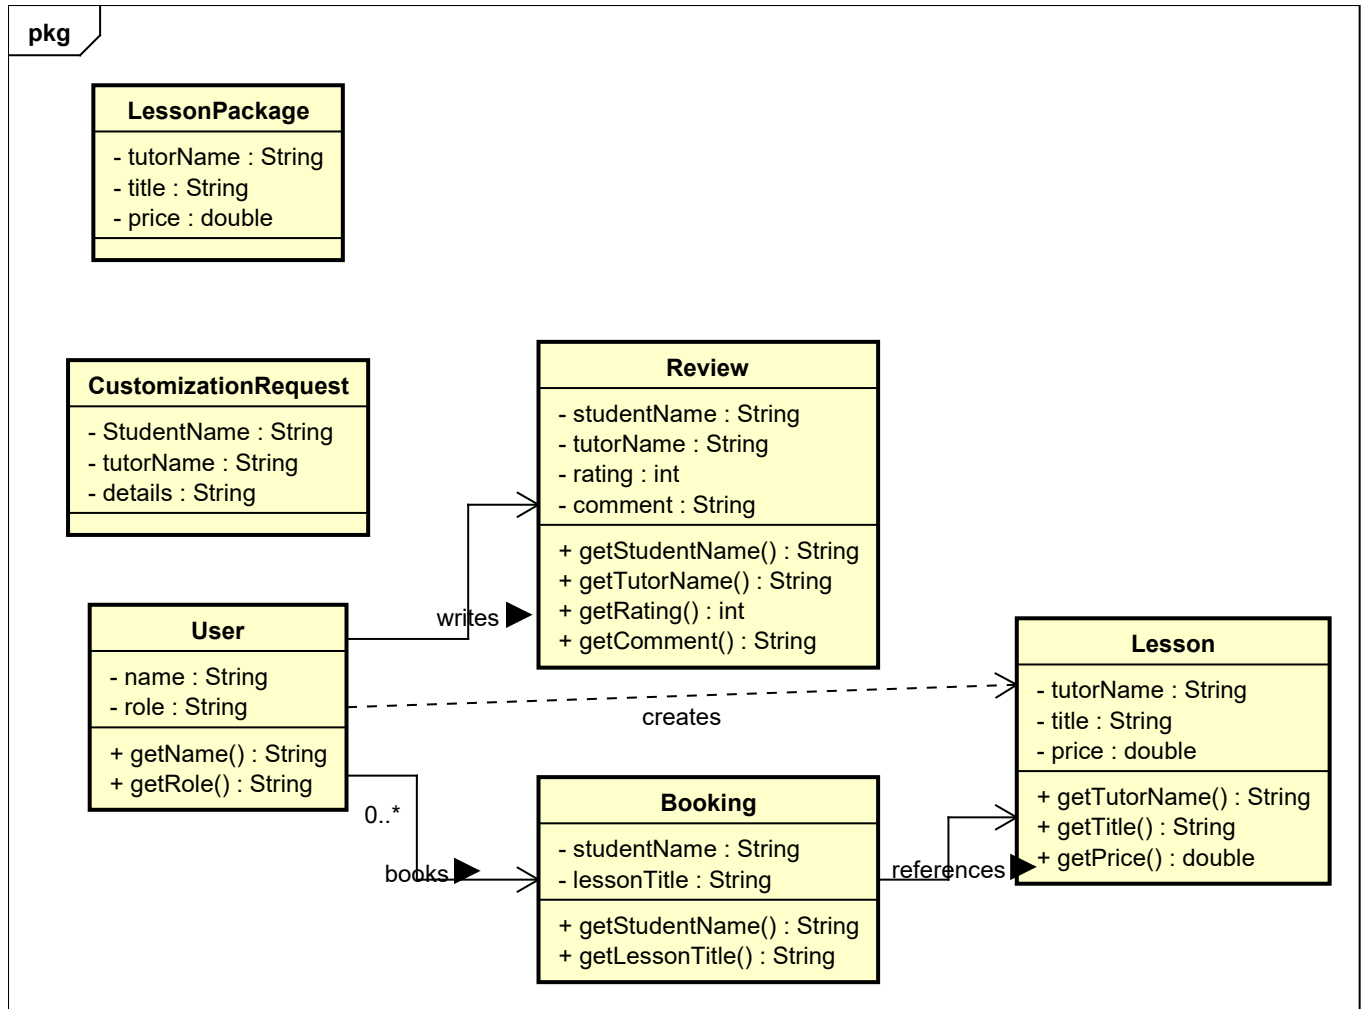 pkg
LessonPackage
- tutorName : String
- title : String
- price : double
CustomizationRequest
- StudentName : String
- tutorName : String
- details : String
Review
- studentName : String
- tutorName : String
- rating : int
- comment : String
+ getStudentName() : String
+ getTutorName() : String
+ getRating() : int
+ getComment() : String
writes
User
- name : String
- role : String
+ getName() : String
+ getRole() : String
creates
Lesson
- tutorName : String
- title : String
- price : double
+ getTutorName() : String
+ getTitle() : String
+ getPrice() : double
0..*
books
Booking
- studentName : String
- lessonTitle : String
+ getStudentName() : String
+ getLessonTitle() : String
references